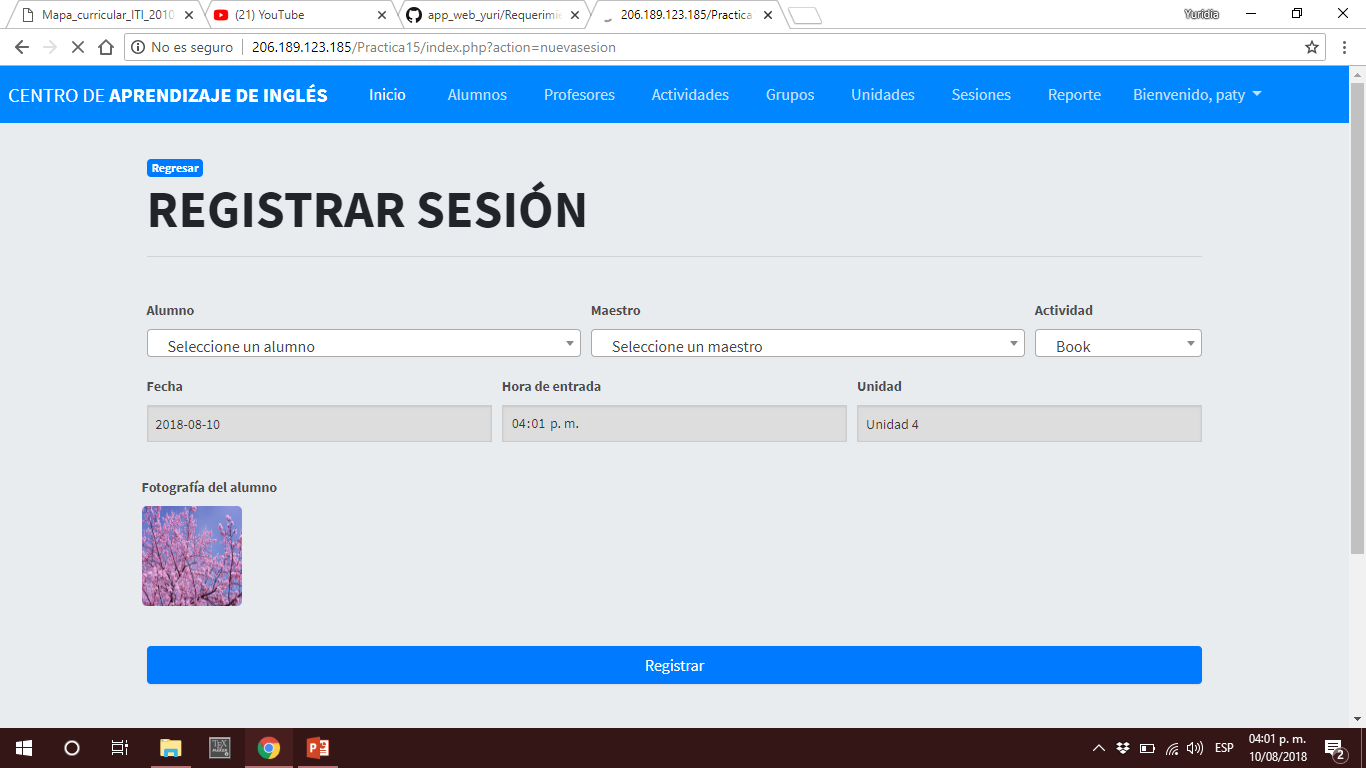 Mapa_curricular_ITI_2010
(21) YouTube
app_web_yuri/Requerimie
206.189.123.185/Practica
Yuridia
No es seguro
206.189.123.185/Practica15/index.php?action=nuevasesion
CENTRO DE APRENDIZAJE DE INGLÉS
Inicio
Alumnos
Profesores
Actividades
Grupos
Unidades
Sesiones
Reporte
Bienvenido, paty
Regresar
REGISTRAR SESIÓN
Alumno
Maestro
Actividad
Seleccione un alumno
Seleccione un maestro
Book
Fecha
Hora de entrada
Unidad
2018-08-10
04:01 p. m.
Unidad 4
Fotografía del alumno
Registrar
ESP
04:01 p. m.
10/08/2018
2